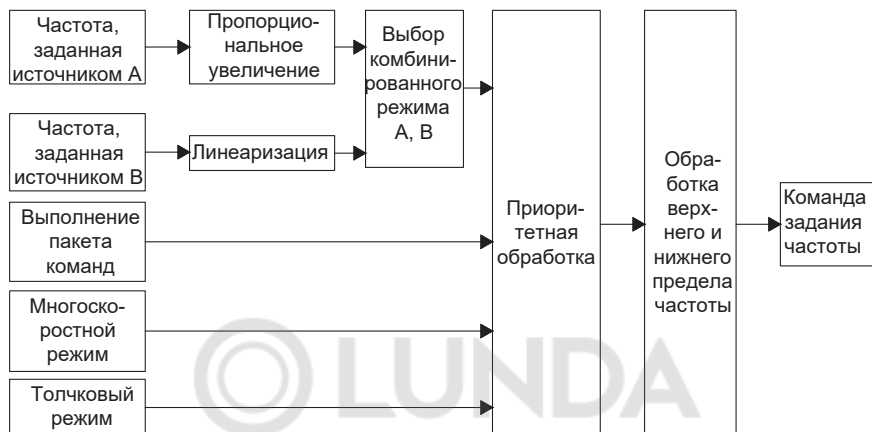 Частота,
заданная
источником А
Пропорцио-
нальное
увеличение
Выбор
комбини-
рованного
режима
А, В
Частота,
заданная
источником В
Линеаризация
Выполнение
пакета
команд
Многоско-
ростной
режим
Толчковый
режим
Приори-
тетная
обработка
Обра-
ботка
верх-
него и
нижнего
предела
частоты
Команда
задания
частоты
LUNDA